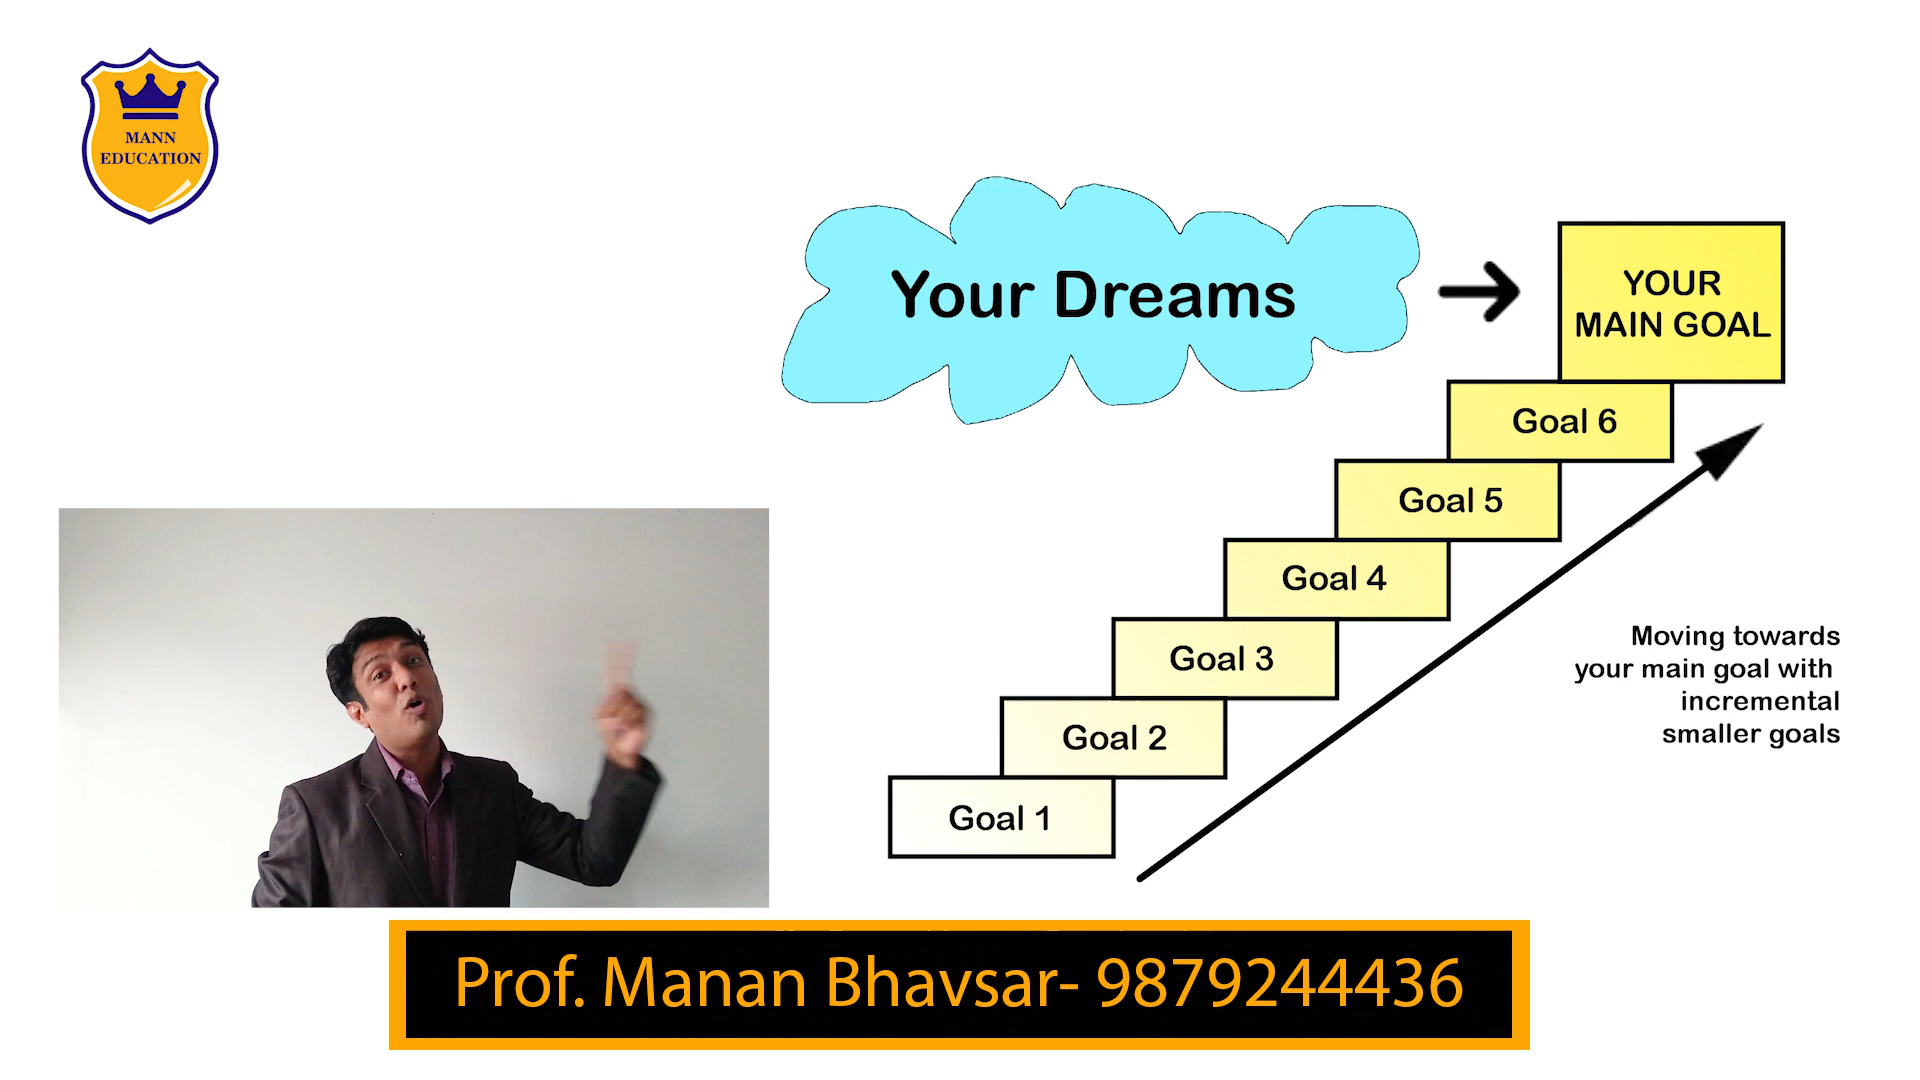 MANN
EDUCATION
Your Dreams
YOUR
MAIN GOAL
Goal 6
Goal 5
Goal 4
Goal 3
Goal 2
Goal 1
Moving towards
your main goal with
incremental
smaller goals
Prof. Manan Bhavsar- 9879244436